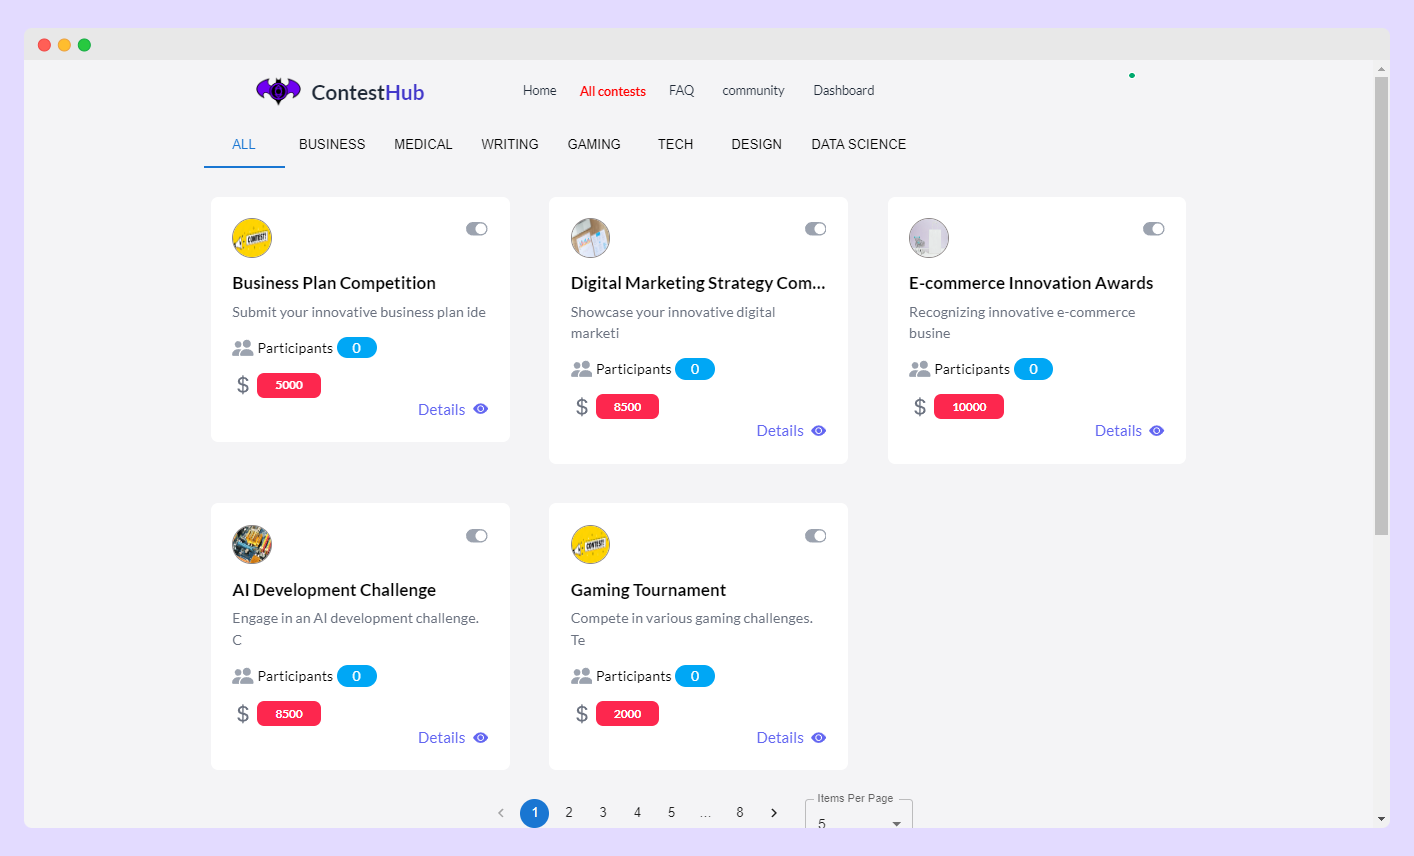 ContestHub
Home All contests FAQ community Dashboard
ALL BUSINESS MEDICAL WRITING GAMING TECH DESIGN DATA SCIENCE
CONTEST!
Business Plan Competition
Submit your innovative business plan ide
Participants 0
$ 5000
Details
Digital Marketing Strategy Com...
Showcase your innovative digital
marketi
Participants 0
$ 8500
Details
E-commerce Innovation Awards
Recognizing innovative e-commerce
busine
Participants 0
$ 10000
Details
AI Development Challenge
Engage in an AI development challenge.
C
Participants 0
$ 8500
Details
CONTEST!
Gaming Tournament
Compete in various gaming challenges.
Te
Participants 0
$ 2000
Details
‹ 1 2 3 4 5 ... 8 ›
Items Per Page
5